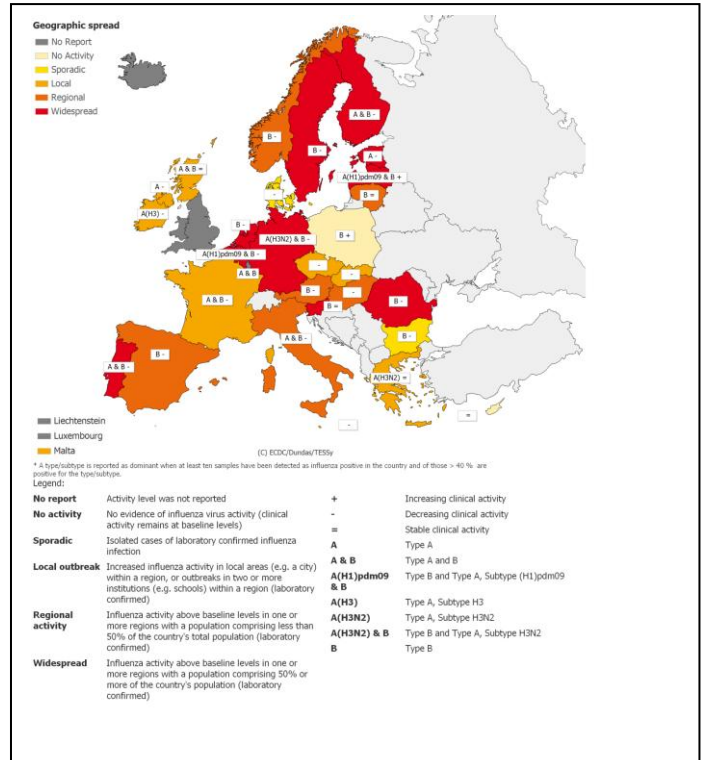 Geographic spread
No Report
No Activity
Sporadic
Local
Regional
Widespread
A & B -
B -
B -
A -
A(H1)pdm09 & B +
B =
A & B =
A -
A(H3) -
-
B -
A(H3N2) & B -
B +
A(H1)pdm09 & B -
A & B
-
-
-
A & B -
B -
-
B =
B -
B -
A & B -
B -
A & B -
A(H3N2) =
=
-
Liechtenstein
Luxembourg
Malta
(C) ECDC/Dundas/TESSy
* A type/subtype is reported as dominant when at least ten samples have been detected as influenza positive in the country and of those > 40 % are
positive for the type/subtype.
Legend:
No report Activity level was not reported + Increasing clinical activity
No activity No evidence of influenza virus activity (clinical - Decreasing clinical activity
activity remains at baseline levels) = Stable clinical activity
Sporadic Isolated cases of laboratory confirmed influenza A Type A
infection A & B Type A and B
Local outbreak Increased influenza activity in local areas (e.g. a city) A(H1)pdm09 Type B and Type A, Subtype (H1)pdm09
within a region, or outbreaks in two or more & B
institutions (e.g. schools) within a region (laboratory A(H3) Type A, Subtype H3
confirmed) A(H3N2) Type A, Subtype H3N2
Regional Influenza activity above baseline levels in one or A(H3N2) & B Type B and Type A, Subtype H3N2
activity more regions with a population comprising less than B Type B
50% of the country's total population (laboratory
confirmed)
Widespread Influenza activity above baseline levels in one or
more regions with a population comprising 50% or
more of the country's population (laboratory
confirmed)